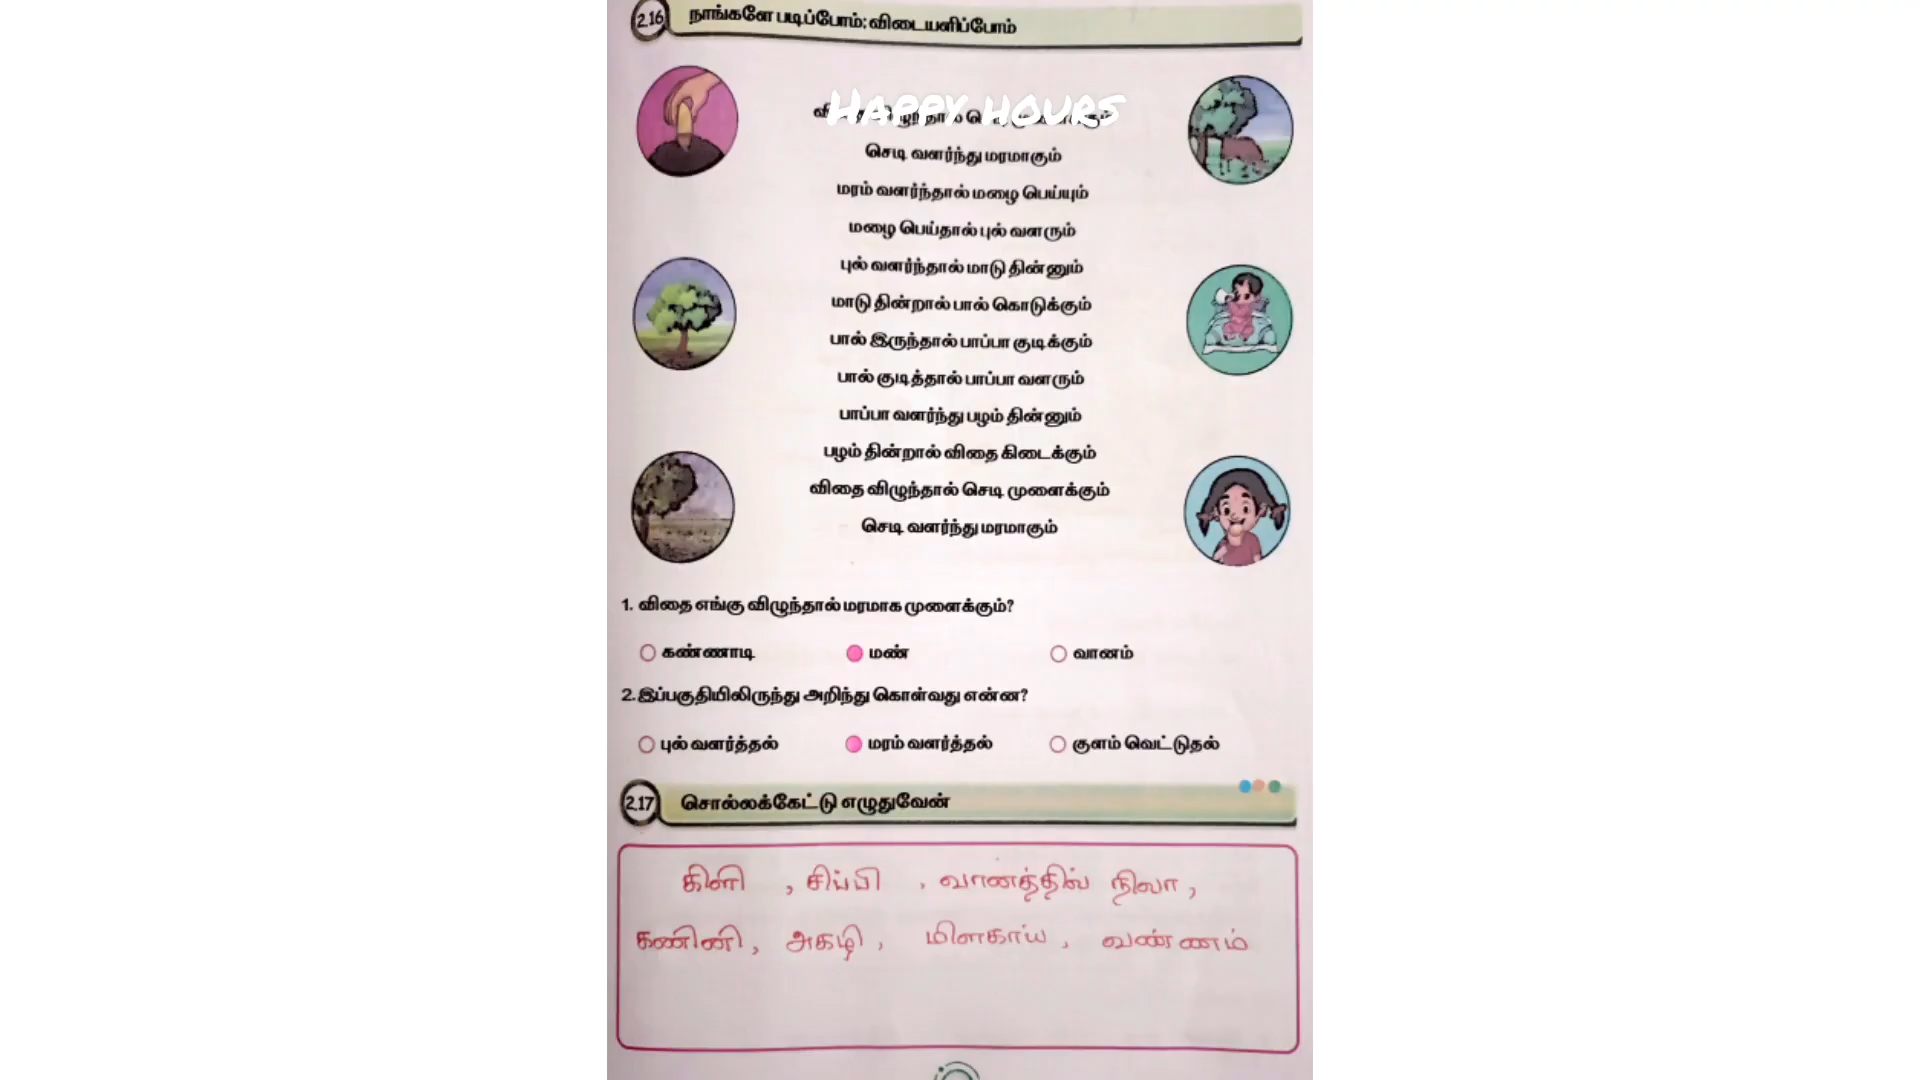 2.16 நாங்களே படிப்போம்; விடையளிப்போம்
Happy hours
செடி வளர்ந்து மரமாகும்
மரம் வளர்ந்தால் மழை பெய்யும்
மழை பெய்தால் புல் வளரும்
புல் வளர்ந்தால் மாடு தின்னும்
மாடு தின்றால் பால் கொடுக்கும்
பால் இருந்தால் பாப்பா குடிக்கும்
பால் குடித்தால் பாப்பா வளரும்
பாப்பா வளர்ந்து பழம் தின்னும்
பழம் தின்றால் விதை கிடைக்கும்
விதை விழுந்தால் செடி முளைக்கும்
செடி வளர்ந்து மரமாகும்
1. விதை எங்கு விழுந்தால் மரமாக முளைக்கும்?
கண்ணாடி மண் வானம்
2. இப்பகுதியிலிருந்து அறிந்து கொள்வது என்ன?
புல் வளர்த்தல் மரம் வளர்த்தல் குளம் வெட்டுதல்
2.17 சொல்லக்கேட்டு எழுதுவேன்
கிளி , சிப்பி , வானத்தில் நிலா ,
கணினி , அகழி , மிளகாய் , வண்ணம்